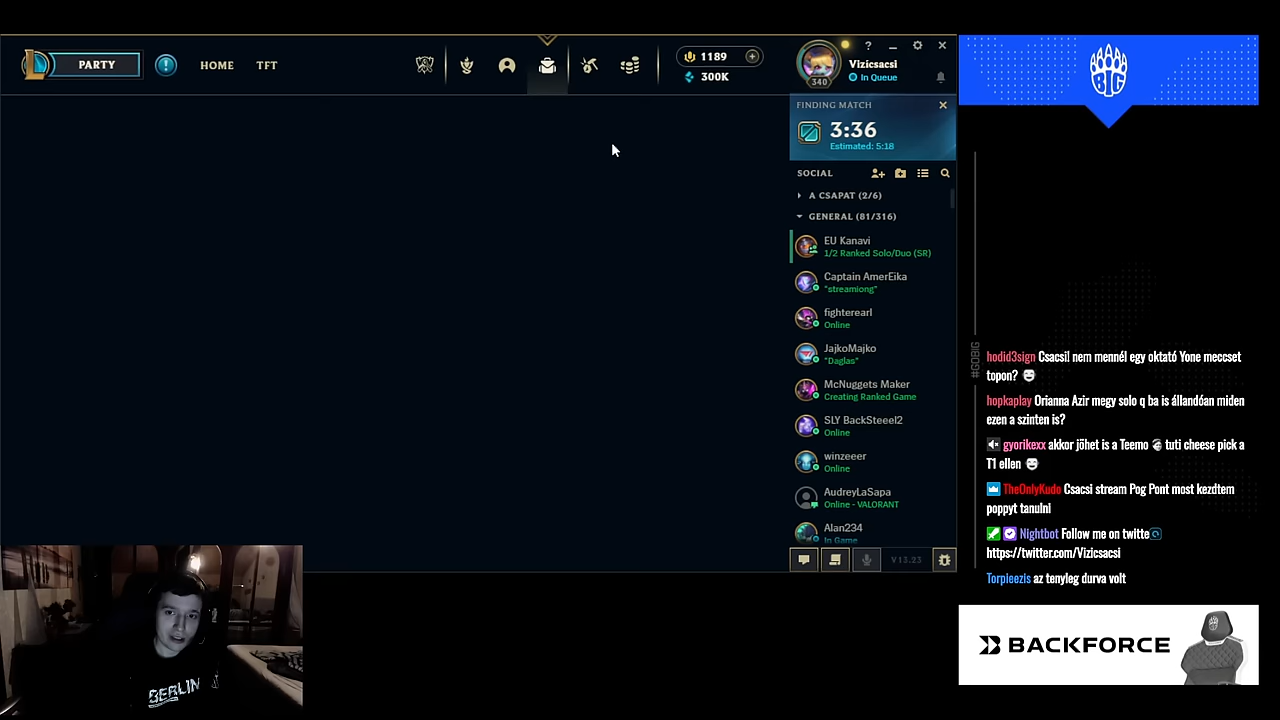 PARTY
HOME
TFT
1189
300K
340
Vizicsacsi
In Queue
FINDING MATCH
3:36
Estimated: 5:18
SOCIAL
A CSAPAT (2/6)
GENERAL (81/316)
EU Kanavi
1/2 Ranked Solo/Duo (SR)
Captain AmerEika
"streamiong"
fighterearl
Online
JajkoMajko
"Daglas"
McNuggets Maker
Creating Ranked Game
SLY BackSteeel2
Online
winzeeer
Online
AudreyLaSapa
Online - VALORANT
Alan234
In Game
V13.23
BIG
#GOBIG
hodid3sign Csacsi! nem mennél egy oktató Yone meccset
topon?
hopkaplay Orianna Azir megy solo q ba is állandóan miden
ezen a szinten is?
gyorikexx akkor jöhet is a Teemo tuti cheese pick a
T1 ellen
TheOnlyKudo Csacsi stream Pog Pont most kezdtem
poppyt tanulni
Nightbot Follow me on twitte
https://twitter.com/Vizicsacsi
Torpieezis az tenyleg durva volt
BACKFORCE
BERLIN